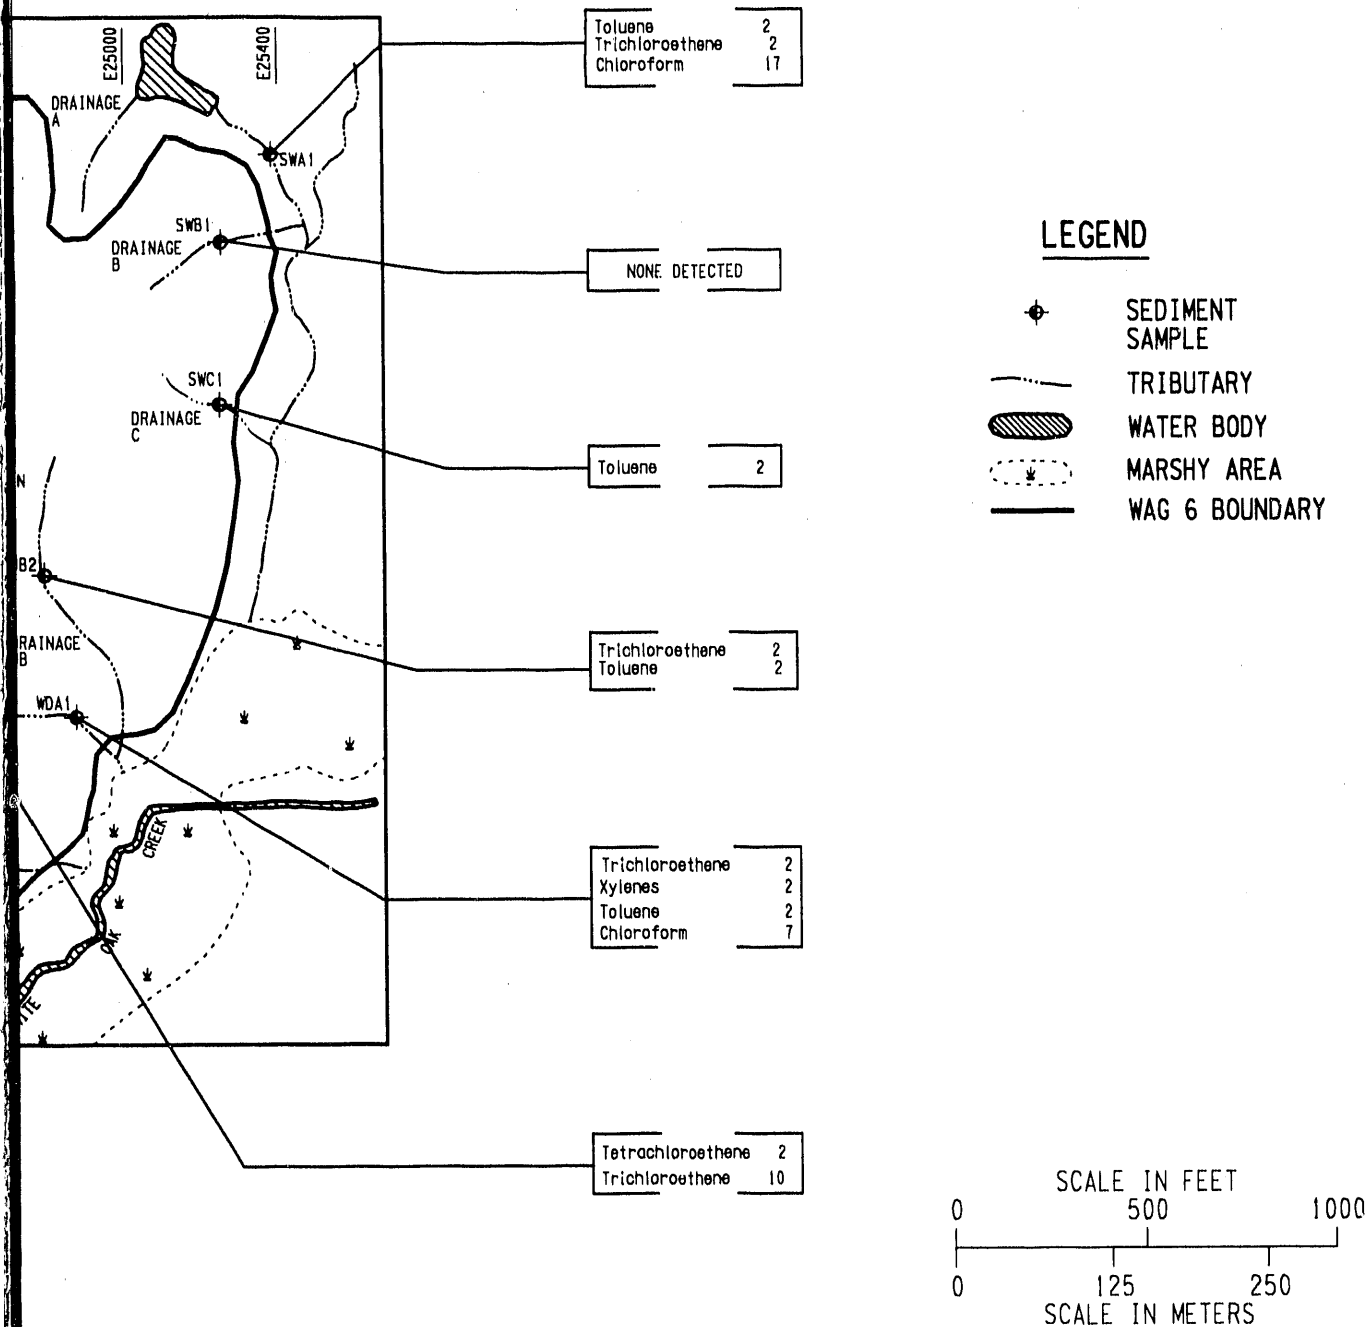 E25000
E25400
DRAINAGE
A
SWA1
SWB1
DRAINAGE
B
SWC1
DRAINAGE
C
N
B2
RAINAGE
B
WDA1
CREEK
OAK
ITE
Toluene 2
Trichloroethene 2
Chloroform 17
NONE DETECTED
Toluene 2
Trichloroethene 2
Toluene 2
Trichloroethene 2
Xylenes 2
Toluene 2
Chloroform 7
Tetrachloroethene 2
Trichloroethene 10
LEGEND
SEDIMENT
SAMPLE
TRIBUTARY
WATER BODY
MARSHY AREA
WAG 6 BOUNDARY
SCALE IN FEET
0 500 1000
0 125 250
SCALE IN METERS